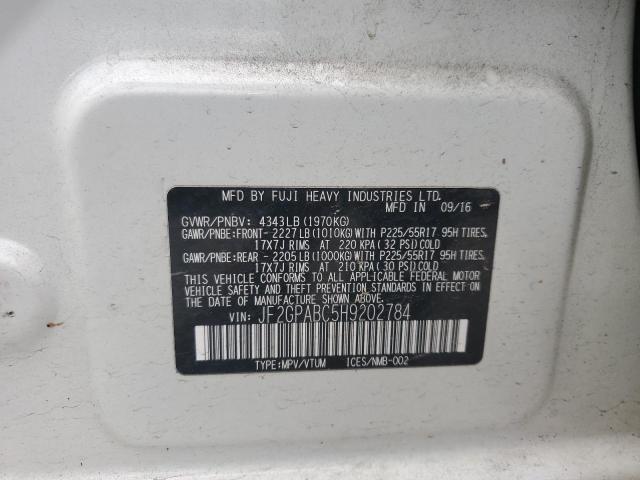 MFD BY FUJI HEAVY INDUSTRIES LTD.
MFD IN 09/16
GVWR/PNBV: 4343LB(1970KG)
GAWR/PNBE:FRONT- 2227LB(1010KG)WITH P225/55R17 95H TIRES,
17X7J RIMS AT 220 KPA (32 PSI)COLD
GAWR/PNBE:REAR - 2205LB(1000KG)WITH P225/55R17 95H TIRES,
17X7J RIMS AT 210 KPA (30 PSI)COLD
THIS VEHICLE CONFORMS TO ALL APPLICABLE FEDERAL MOTOR
VEHICLE SAFETY AND THEFT PREVENTION STANDARDS IN EFFECT ON
THE DATE OF MANUFACTURE SHOWN ABOVE.
VIN: JF2GPABC5H9202784
TYPE:MPV/VTUM 1CES/NMB-002